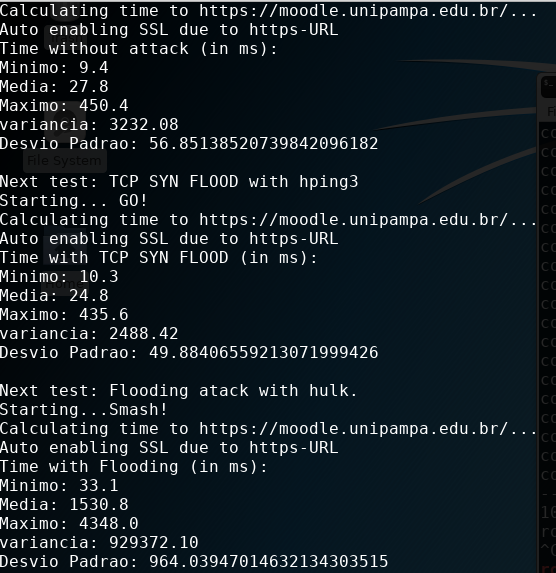 Calculating time to https://moodle.unipampa.edu.br/...
Auto enabling SSL due to https-URL
Time without attack (in ms):
Minimo: 9.4
Media: 27.8
Maximo: 450.4
variancia: 3232.08
Desvio Padrao: 56.85138520739842096182
File System
Next test: TCP SYN FLOOD with hping3
Starting... GO!
Calculating time to https://moodle.unipampa.edu.br/...
Auto enabling SSL due to https-URL
Time with TCP SYN FLOOD (in ms):
Minimo: 10.3
Media: 24.8
Maximo: 435.6
variancia: 2488.42
Desvio Padrao: 49.88406559213071999426
Next test: Flooding atack with hulk.
Starting...Smash!
Calculating time to https://moodle.unipampa.edu.br/...
Auto enabling SSL due to https-URL
Time with Flooding (in ms):
Minimo: 33.1
Media: 1530.8
Maximo: 4348.0
variancia: 929372.10
Desvio Padrao: 964.03947014632134303515